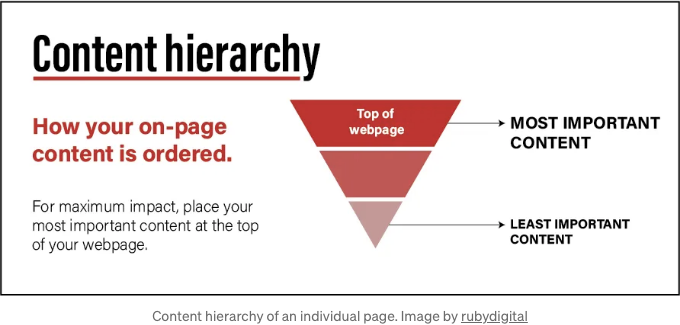 Content hierarchy
How your on-page
content is ordered.
For maximum impact, place your
most important content at the top
of your webpage.
Top of
webpage
MOST IMPORTANT
CONTENT
LEAST IMPORTANT
CONTENT
Content hierarchy of an individual page. Image by rubydigital